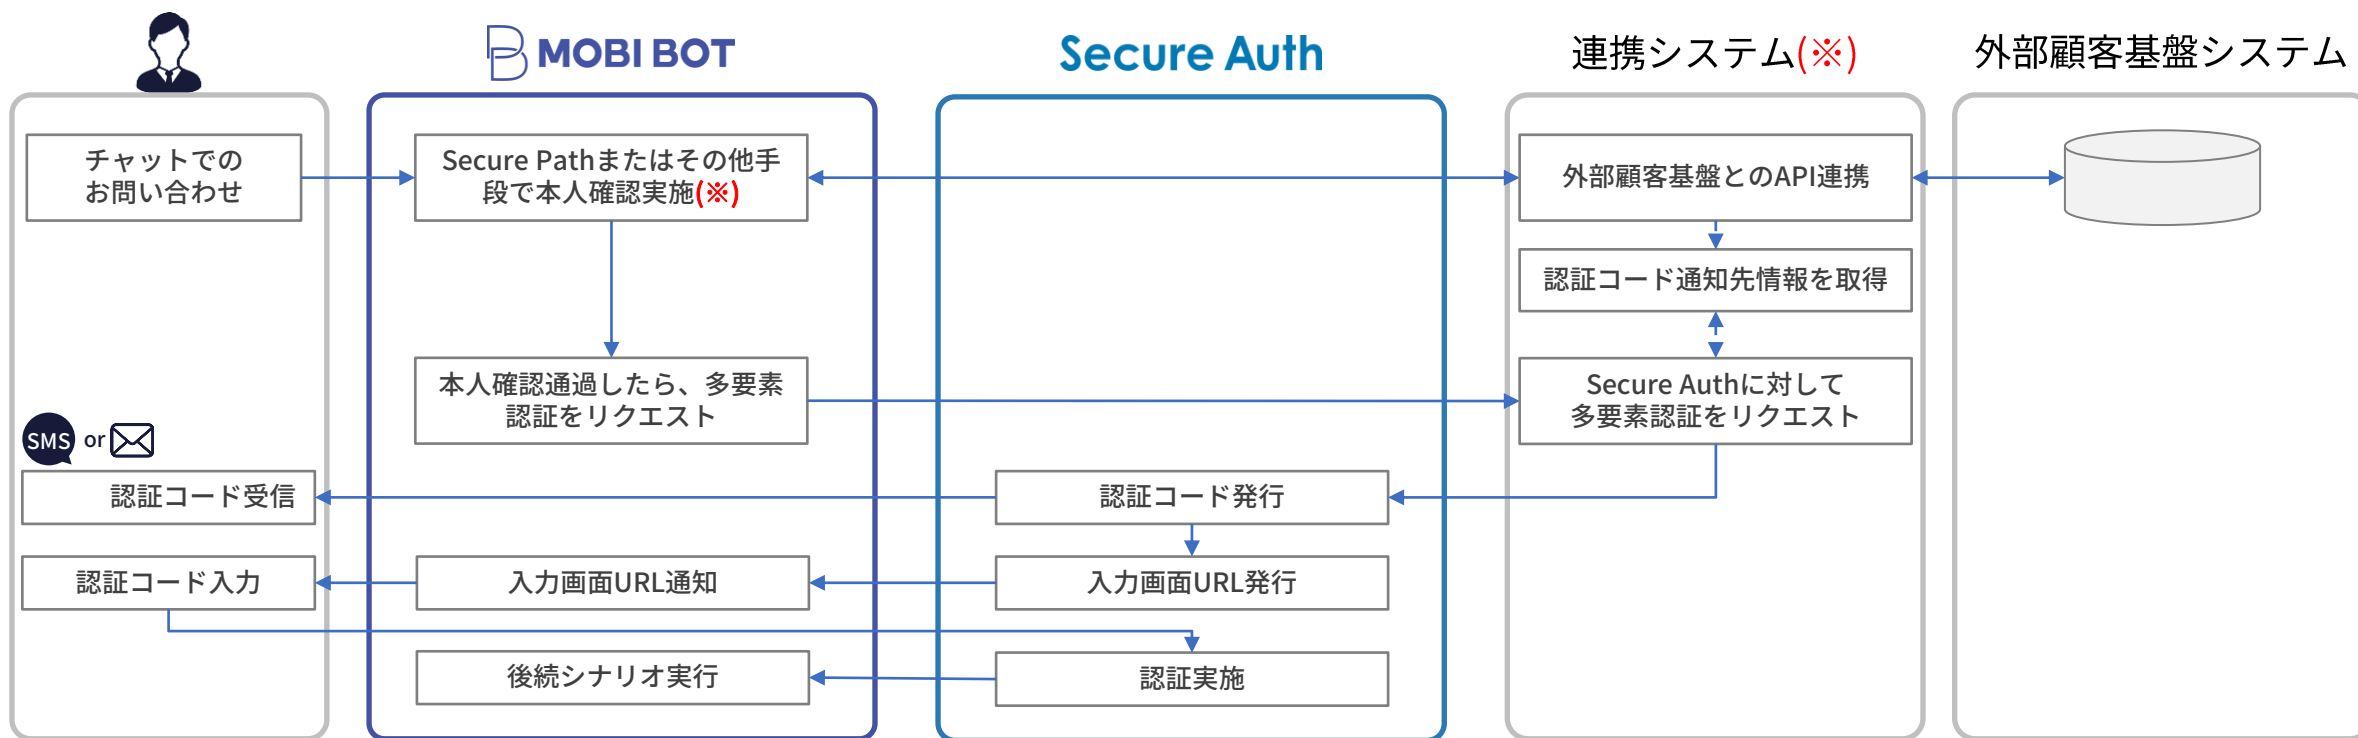 MOBI BOT
Secure Auth
連携システム(※)
外部顧客基盤システム
チャットでの
お問い合わせ
Secure Pathまたはその他手
段で本人確認実施(※)
外部顧客基盤とのAPI連携
認証コード通知先情報を取得
本人確認通過したら、多要素
認証をリクエスト
Secure Authに対して
多要素認証をリクエスト
SMS or
認証コード受信
認証コード発行
認証コード入力
入力画面URL通知
入力画面URL発行
後続シナリオ実行
認証実施